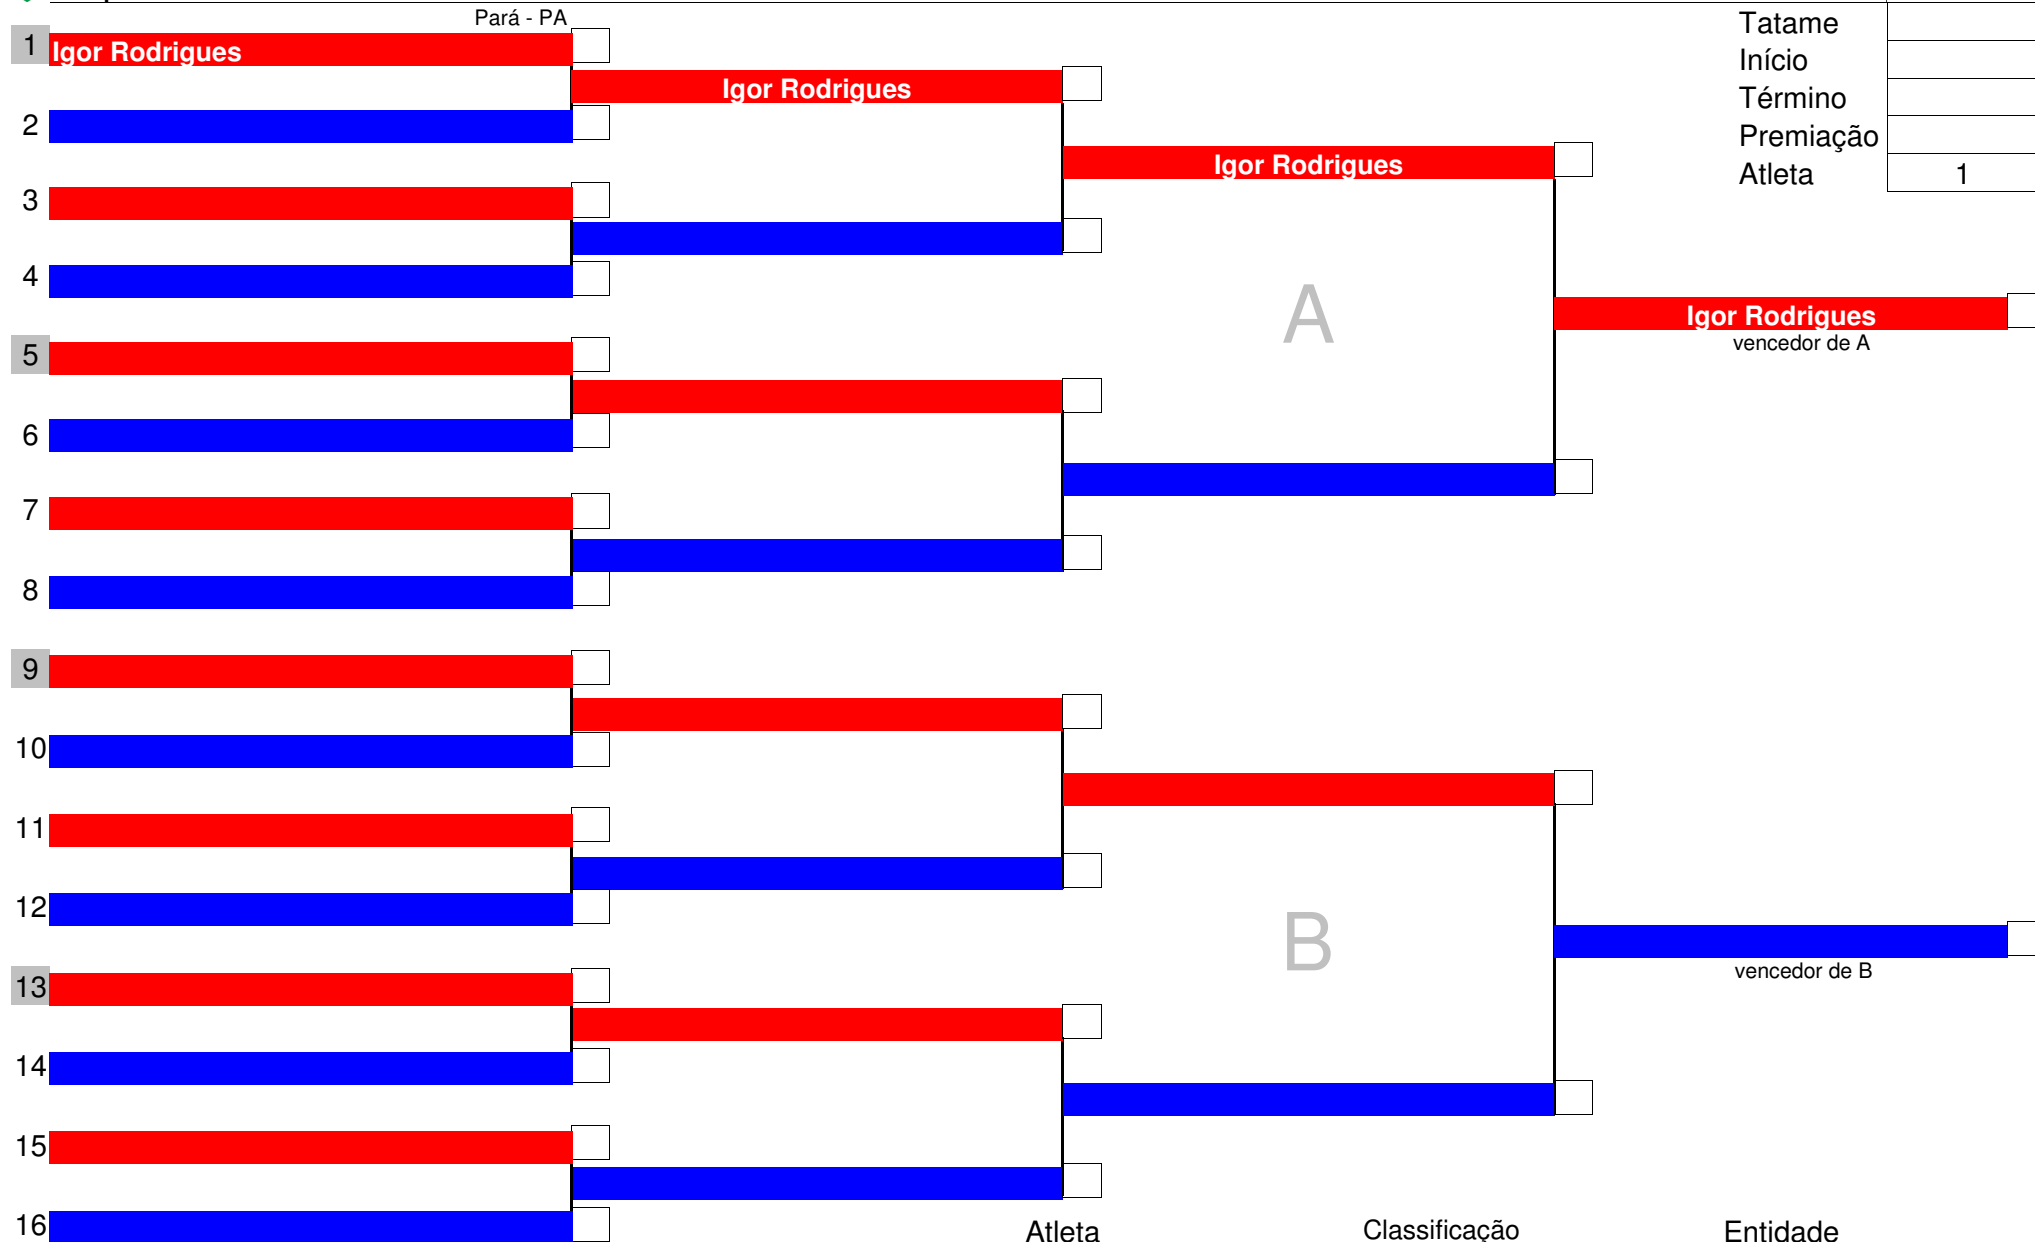 Pará - PA
Tatame
1 Igor Rodrigues
Início
Igor Rodrigues
Término
2
Premiação
Igor Rodrigues
Atleta 1
3
4
A
Igor Rodrigues
vencedor de A
5
6
7
8
9
10
11
12
B
vencedor de B
13
14
15
16
Atleta Classificação Entidade